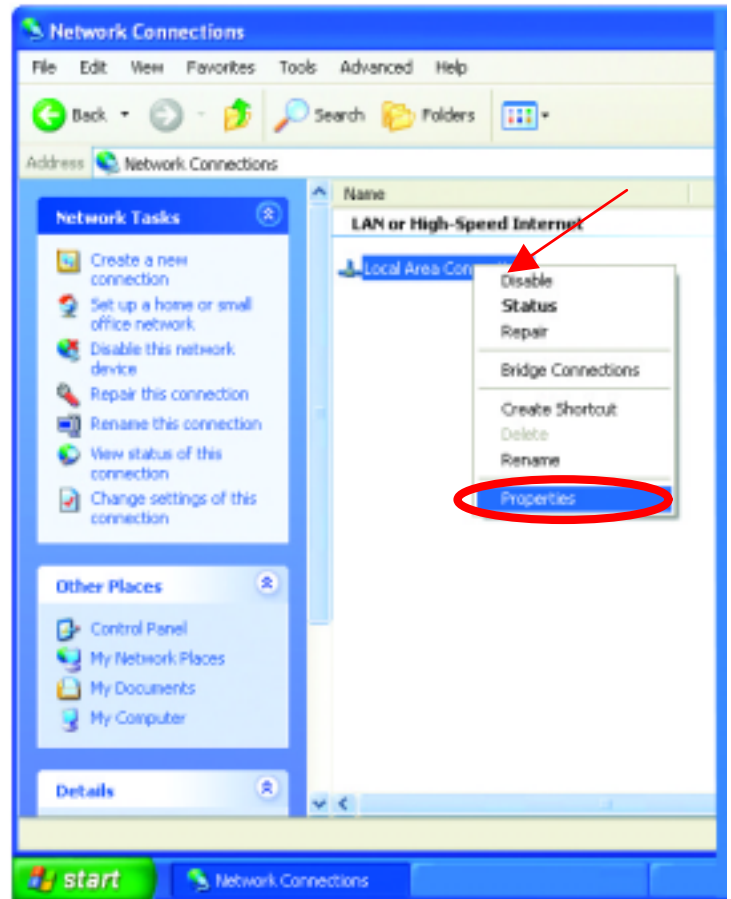 Network Connections
File Edit View Favorites Tools Advanced Help
Back Search Folders
Address Network Connections
Network Tasks
Create a new
connection
Set up a home or small
office network
Disable this network
device
Repair this connection
Rename this connection
View status of this
connection
Change settings of this
connection
Other Places
Control Panel
My Network Places
My Documents
My Computer
Details
Name
LAN or High-Speed Internet
Local Area
Disable
Status
Repair
Bridge Connections
Create Shortcut
Delete
Rename
Properties
start Network Connections